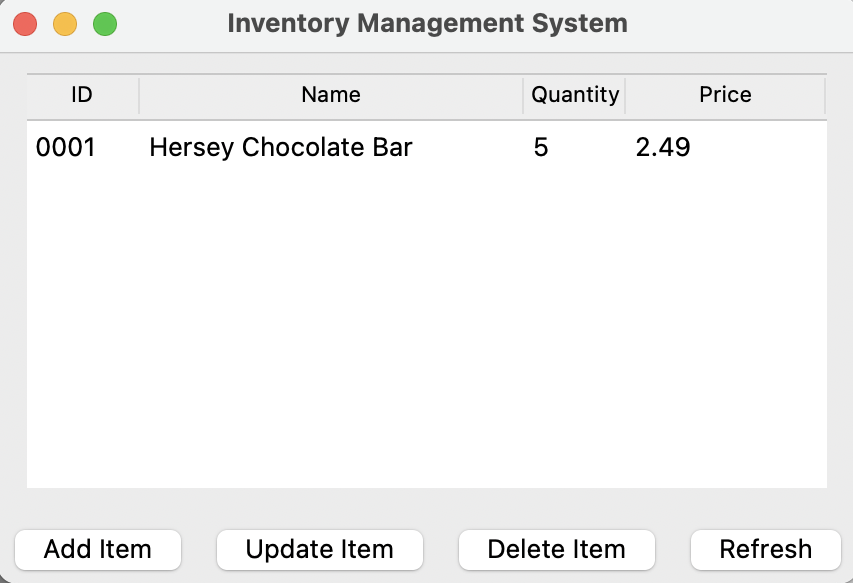 Inventory Management System
ID Name Quantity Price
0001 Hersey Chocolate Bar 5 2.49
Add Item Update Item Delete Item Refresh